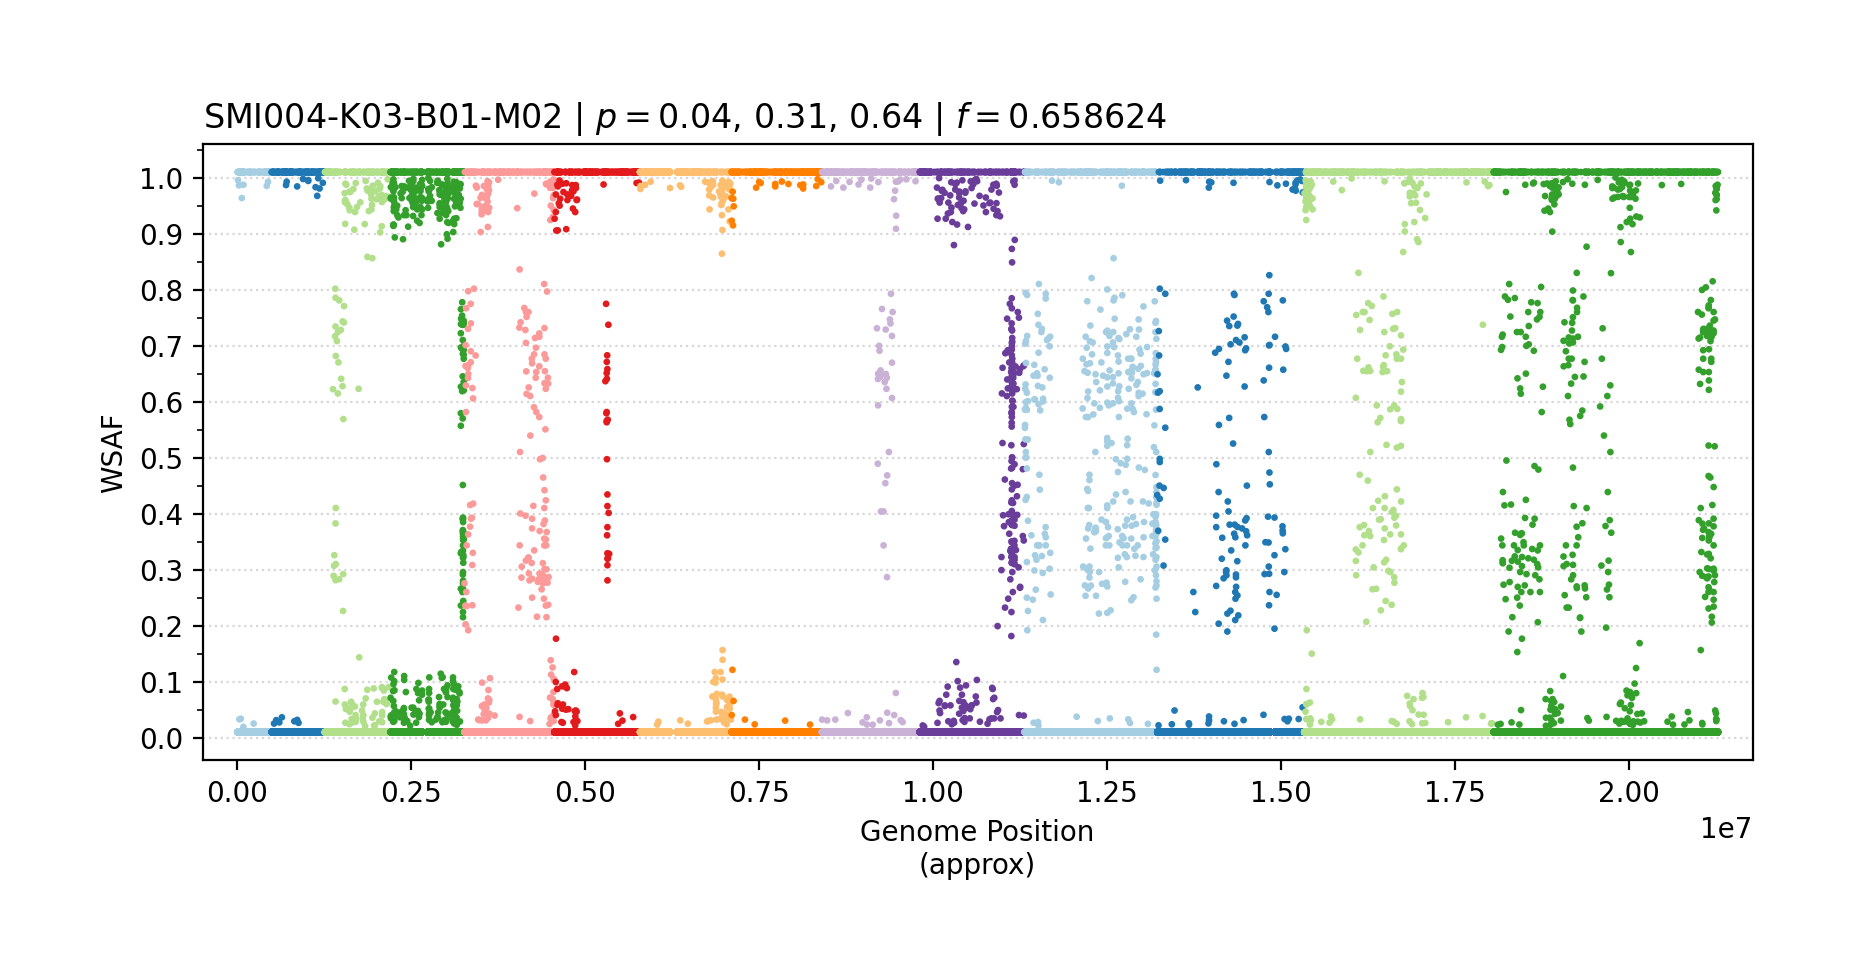 SMI004-K03-B01-M02 | p = 0.04, 0.31, 0.64 | f = 0.658624
1.0
0.9
0.8
0.7
0.6
0.5
0.4
0.3
0.2
0.1
0.0
WSAF
0.00 0.25 0.50 0.75 1.00 1.25 1.50 1.75 2.00
1e7
Genome Position
(approx)